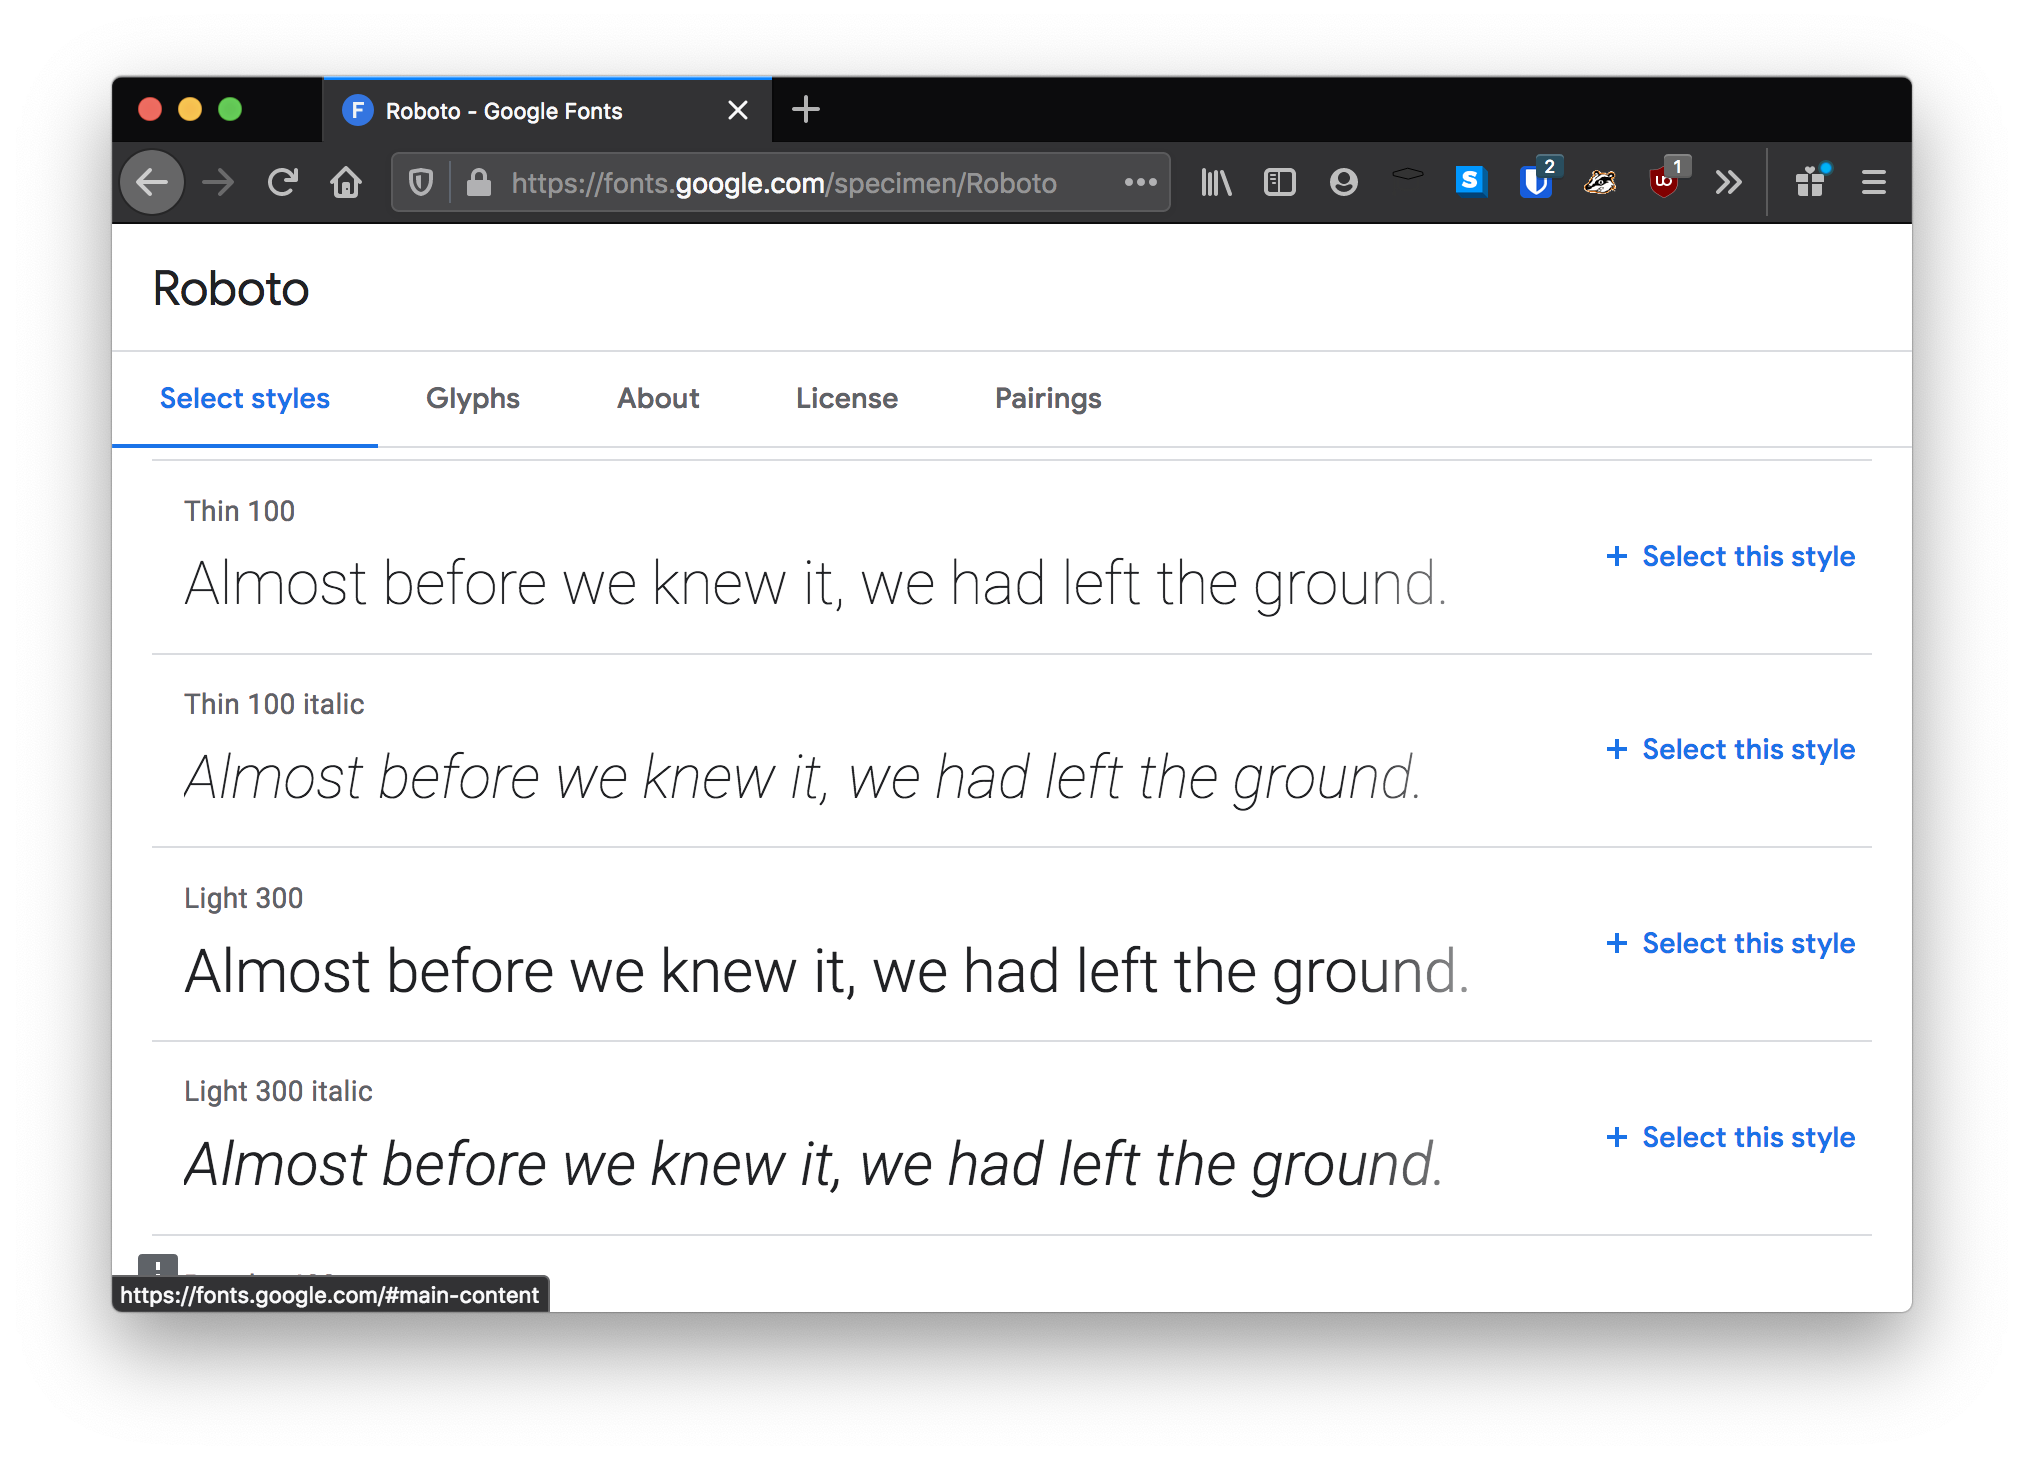 F Roboto - Google Fonts
https://fonts.google.com/specimen/Roboto
S 2 1
Roboto
Select styles Glyphs About License Pairings
Thin 100
Almost before we knew it, we had left the ground.
+ Select this style
Thin 100 italic
Almost before we knew it, we had left the ground.
+ Select this style
Light 300
Almost before we knew it, we had left the ground.
+ Select this style
Light 300 italic
Almost before we knew it, we had left the ground.
+ Select this style
https://fonts.google.com/#main-content